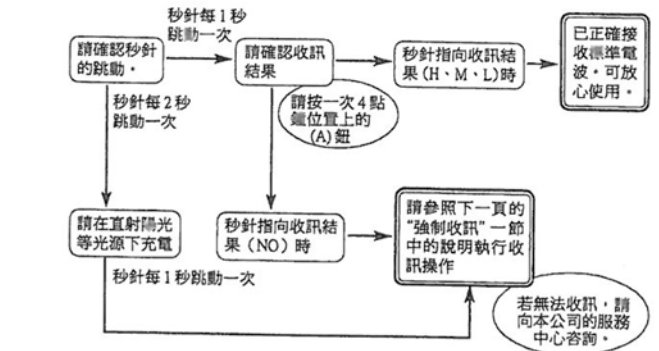 秒針每1秒
跳動一次
請確認秒針
的跳動。
請確認收訊
結果
秒針指向收訊結
果(H、M、L)時
已正確接
收標準電
波。可放
心使用。
請按一次4點
鐘位置上的
(A)鈕
秒針每2秒
跳動一次
請在直射陽光
等光源下充電
秒針指向收訊結
果(NO)時
請參照下一頁的
“強制收訊”一節
中的說明執行收
訊操作
秒針每1秒跳動一次
若無法收訊，請
向本公司的服務
中心咨詢。